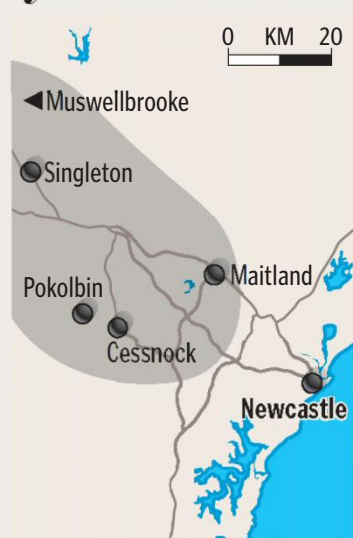 0 KM 20
Muswellbrooke
Singleton
Maitland
Pokolbin
Cessnock
Newcastle